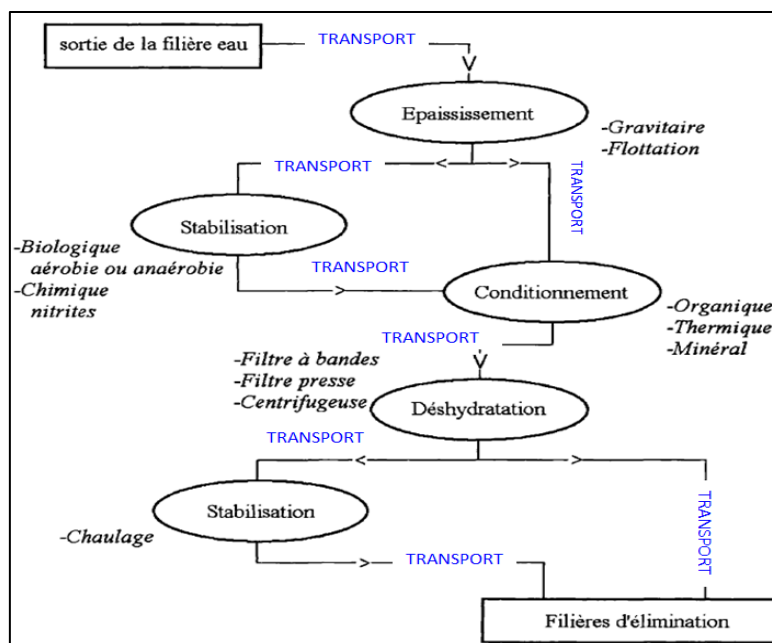 sortie de la filière eau
TRANSPORT
Epaississement
-Gravitaire
-Flottation
TRANSPORT
TRANSPORT
Stabilisation
-Biologique
aérobie ou anaérobie
-Chimique
nitrites
TRANSPORT
Conditionnement
-Organique
-Thermique
-Minéral
TRANSPORT
-Filtre à bandes
-Filtre presse
-Centrifugeuse
Déshydratation
TRANSPORT
TRANSPORT
Stabilisation
-Chaulage
TRANSPORT
Filières d'élimination